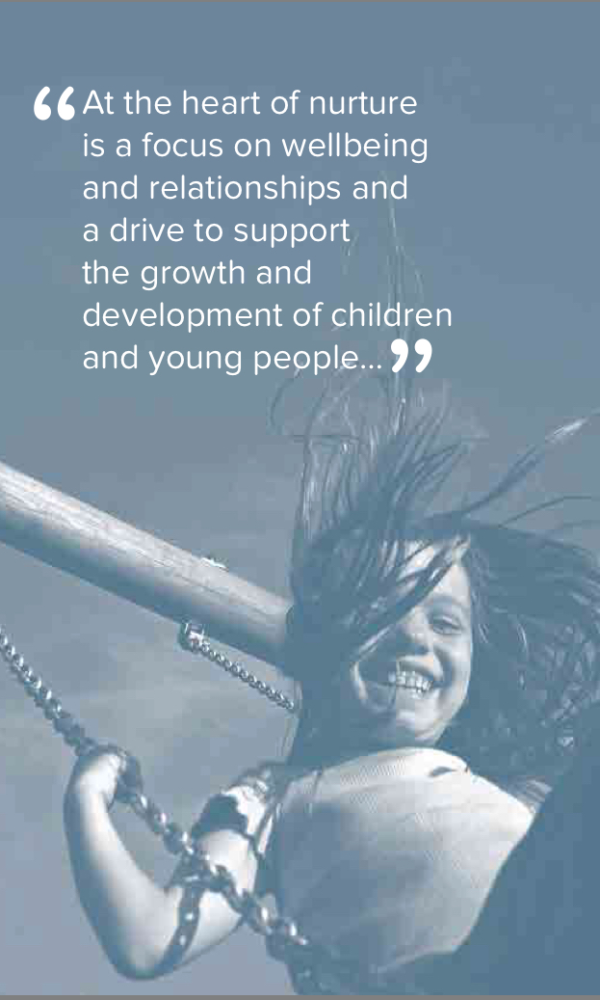 “At the heart of nurture
is a focus on wellbeing
and relationships and
a drive to support
the growth and
development of children
and young people...”